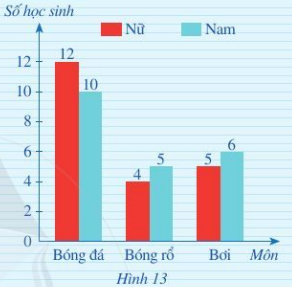 Số học sinh
Nữ
Nam
12
10
8
6
4
2
0
12
10
4
5
5
6
Bóng đá
Bóng rổ
Bơi
Môn
Hình 13